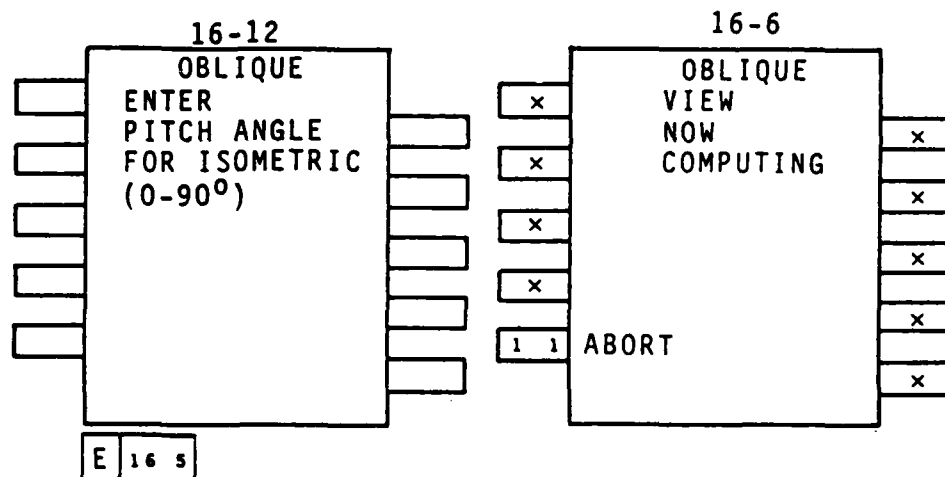 16-12
OBLIQUE
ENTER
PITCH ANGLE
FOR ISOMETRIC
(0-90⁰)
E 16 5
16-6
OBLIQUE
× VIEW
NOW ×
× COMPUTING
×
×
×
×
×
1 1 ABORT
×